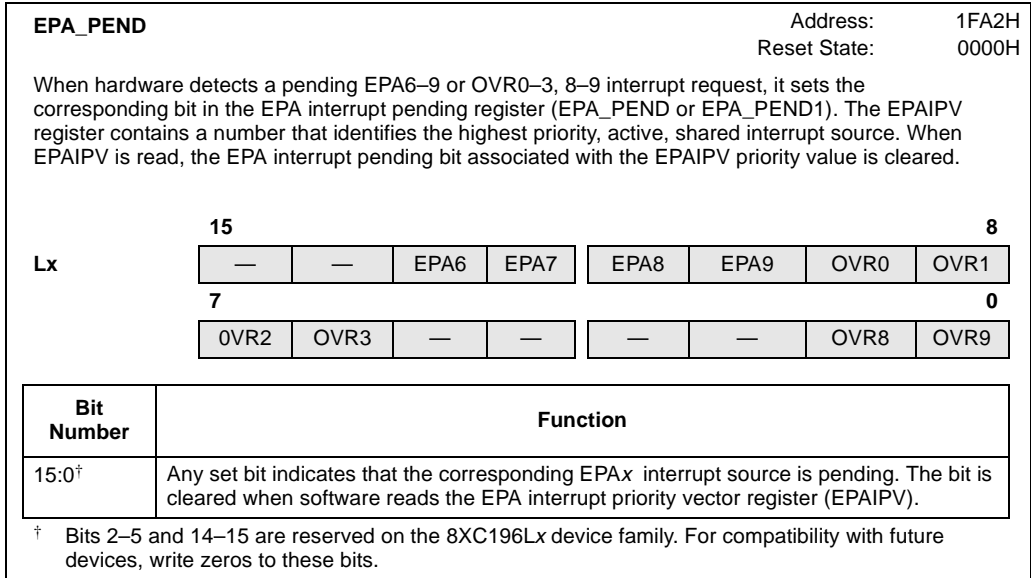 EPA_PEND Address: 1FA2H
Reset State: 0000H
When hardware detects a pending EPA6–9 or OVR0–3, 8–9 interrupt request, it sets the
corresponding bit in the EPA interrupt pending register (EPA_PEND or EPA_PEND1). The EPAIPV
register contains a number that identifies the highest priority, active, shared interrupt source. When
EPAIPV is read, the EPA interrupt pending bit associated with the EPAIPV priority value is cleared.
15 8
Lx — — EPA6 EPA7 EPA8 EPA9 OVR0 OVR1
7 0
0VR2 OVR3 — — — — OVR8 OVR9
Bit
Number Function
15:0† Any set bit indicates that the corresponding EPAx interrupt source is pending. The bit is
cleared when software reads the EPA interrupt priority vector register (EPAIPV).
† Bits 2–5 and 14–15 are reserved on the 8XC196Lx device family. For compatibility with future
devices, write zeros to these bits.